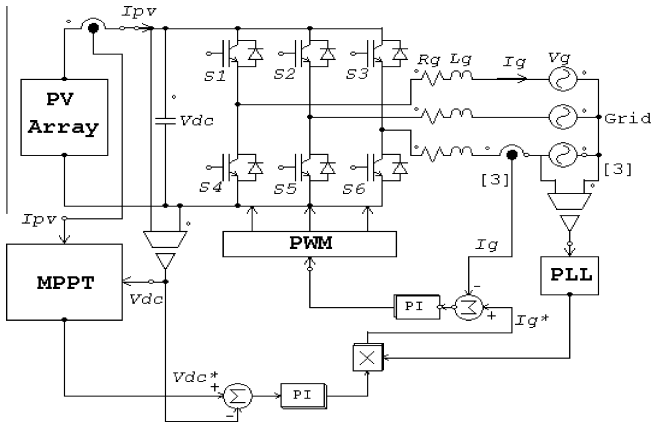 Ipv
S1
S2
S3
Rg
Lg
Ig
Vg
PV
Array
Vdc
Grid
S4
S5
S6
[3]
[3]
Ipv
PWM
Ig
MPPT
PLL
Vdc
-
PI
Σ
+
Ig*
×
Vdc*
+
Σ
PI
-